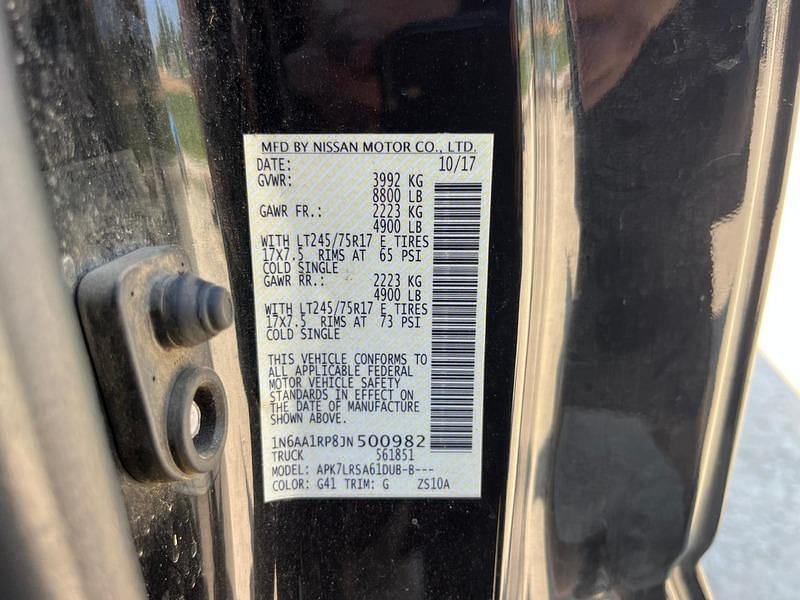 MFD BY NISSAN MOTOR CO., LTD.
DATE: 10/17
GVWR: 3992 KG
8800 LB
GAWR FR.: 2223 KG
4900 LB
WITH LT245/75R17 E TIRES
17X7.5 RIMS AT 65 PSI
COLD SINGLE
GAWR RR.: 2223 KG
4900 LB
WITH LT245/75R17 E TIRES
17X7.5 RIMS AT 73 PSI
COLD SINGLE
THIS VEHICLE CONFORMS TO
ALL APPLICABLE FEDERAL
MOTOR VEHICLE SAFETY
STANDARDS IN EFFECT ON
THE DATE OF MANUFACTURE
SHOWN ABOVE.
1N6AA1RP8JN500982
TRUCK 561851
MODEL: APK7LRSA61DUB-B---
COLOR: G41 TRIM: G ZS10A